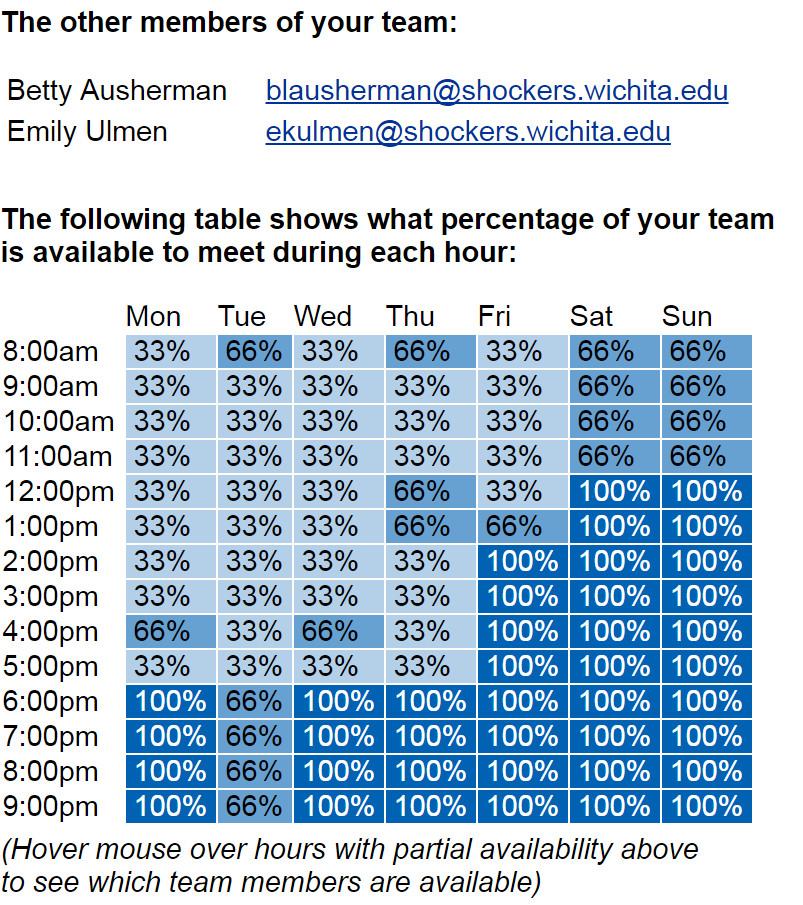 The other members of your team:
Betty Ausherman blausherman@shockers.wichita.edu
Emily Ulmen ekulmen@shockers.wichita.edu
The following table shows what percentage of your team
is available to meet during each hour:
Mon Tue Wed Thu Fri Sat Sun
8:00am 33% 66% 33% 66% 33% 66% 66%
9:00am 33% 33% 33% 33% 33% 66% 66%
10:00am 33% 33% 33% 33% 33% 66% 66%
11:00am 33% 33% 33% 33% 33% 66% 66%
12:00pm 33% 33% 33% 66% 33% 100% 100%
1:00pm 33% 33% 33% 66% 66% 100% 100%
2:00pm 33% 33% 33% 33% 100% 100% 100%
3:00pm 33% 33% 33% 33% 100% 100% 100%
4:00pm 66% 33% 66% 33% 100% 100% 100%
5:00pm 33% 33% 33% 33% 100% 100% 100%
6:00pm 100% 66% 100% 100% 100% 100% 100%
7:00pm 100% 66% 100% 100% 100% 100% 100%
8:00pm 100% 66% 100% 100% 100% 100% 100%
9:00pm 100% 66% 100% 100% 100% 100% 100%
(Hover mouse over hours with partial availability above
to see which team members are available)